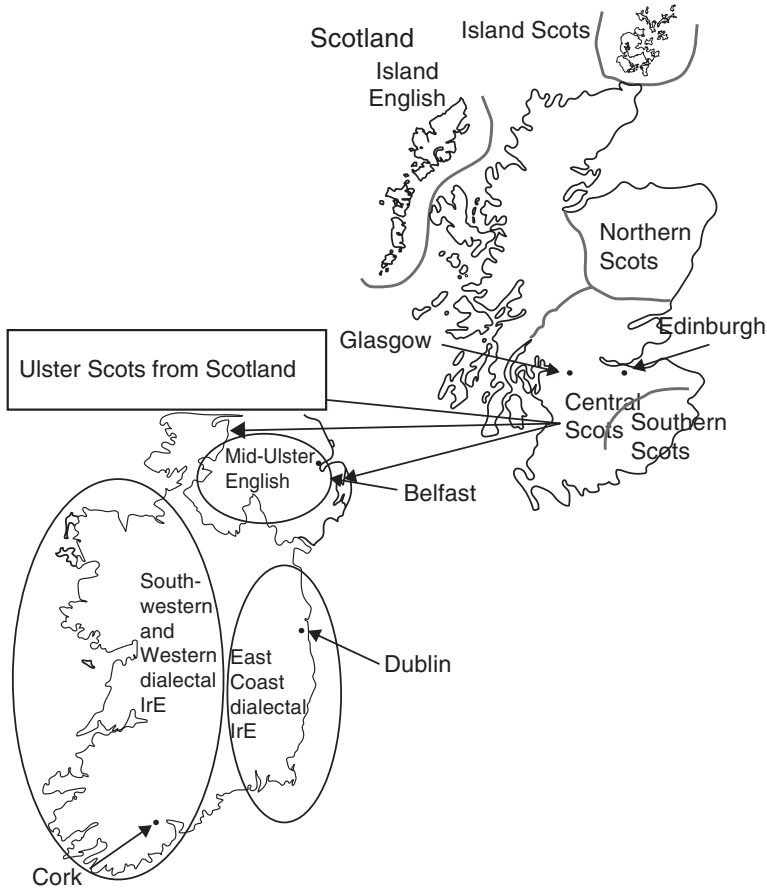 Scotland
Island Scots
Island
English
Northern
Scots
Glasgow
Edinburgh
Ulster Scots from Scotland
Central
Scots
Southern
Scots
Mid-Ulster
English
Belfast
South-
western
and
Western
dialectal
IrE
East
Coast
dialectal
IrE
Dublin
Cork